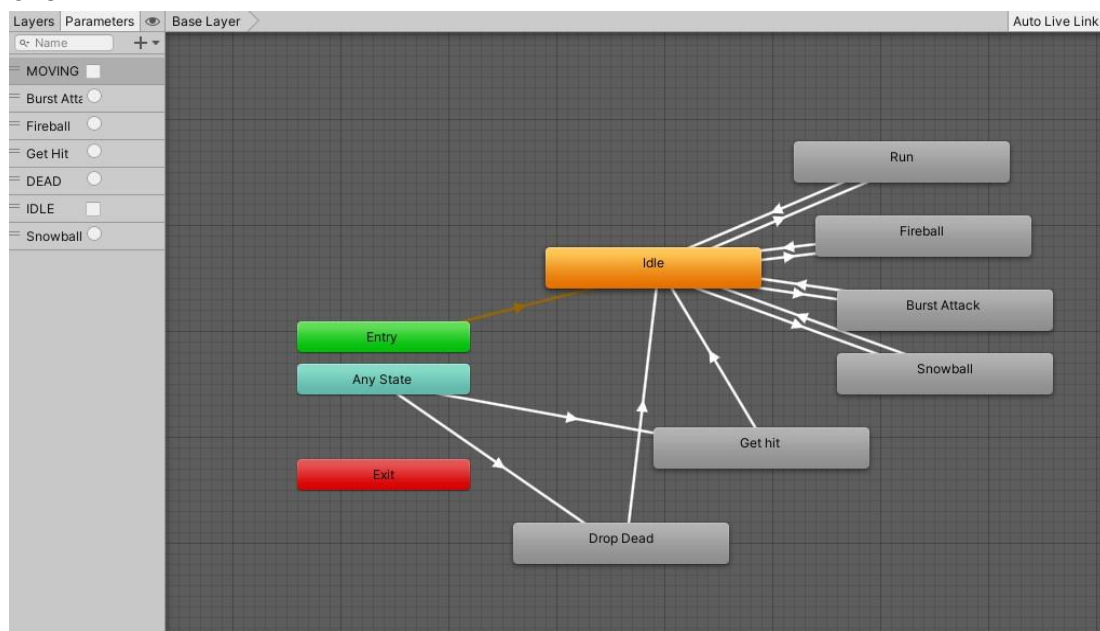 Layers Parameters Base Layer Auto Live Link
Name
MOVING
Burst Atta
Fireball
Get Hit
DEAD
IDLE
Snowball
Run
Fireball
Idle
Burst Attack
Entry
Snowball
Any State
Get hit
Exit
Drop Dead